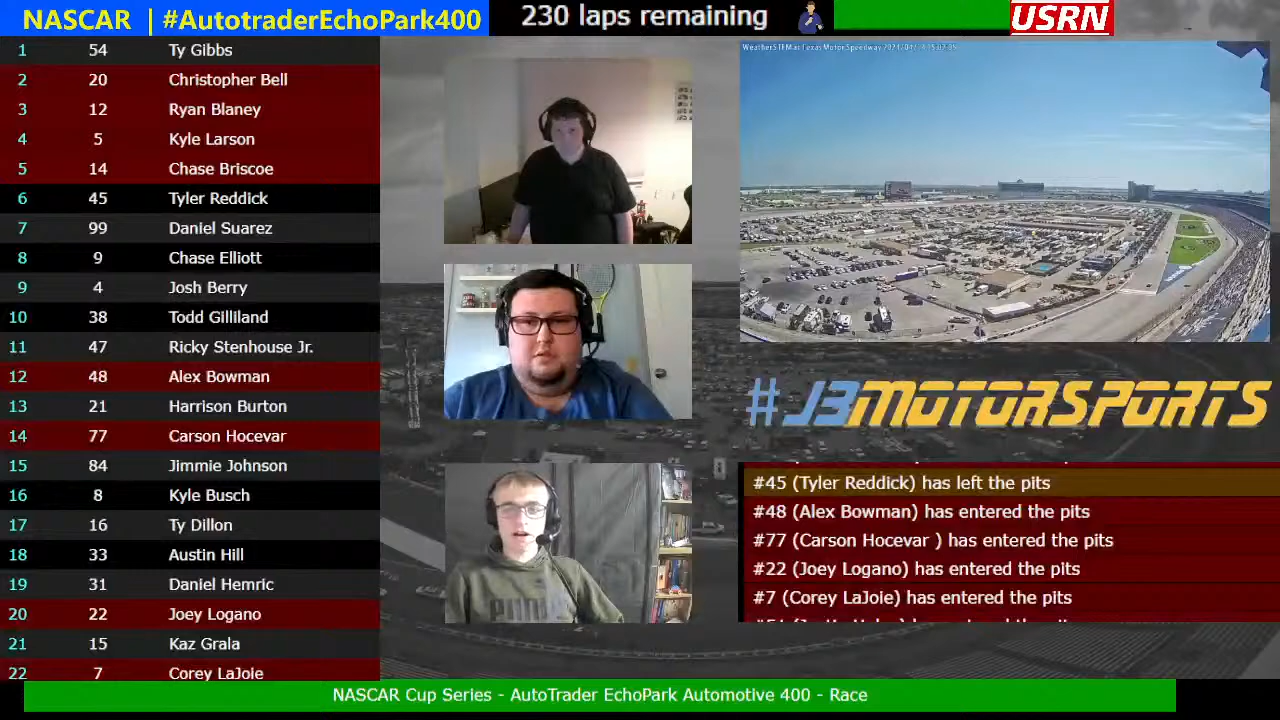 NASCAR | #AutotraderEchoPark400
230 laps remaining
USRN
1 54 Ty Gibbs
2 20 Christopher Bell
3 12 Ryan Blaney
4 5 Kyle Larson
5 14 Chase Briscoe
6 45 Tyler Reddick
7 99 Daniel Suarez
8 9 Chase Elliott
9 4 Josh Berry
10 38 Todd Gilliland
11 47 Ricky Stenhouse Jr.
12 48 Alex Bowman
13 21 Harrison Burton
14 77 Carson Hocevar
15 84 Jimmie Johnson
16 8 Kyle Busch
17 16 Ty Dillon
18 33 Austin Hill
19 31 Daniel Hemric
20 22 Joey Logano
21 15 Kaz Grala
22 7 Corey LaJoie
PUMA
#JBMOTORSPORTS
#45 (Tyler Reddick) has left the pits
#48 (Alex Bowman) has entered the pits
#77 (Carson Hocevar ) has entered the pits
#22 (Joey Logano) has entered the pits
#7 (Corey LaJoie) has entered the pits
NASCAR Cup Series - AutoTrader EchoPark Automotive 400 - Race